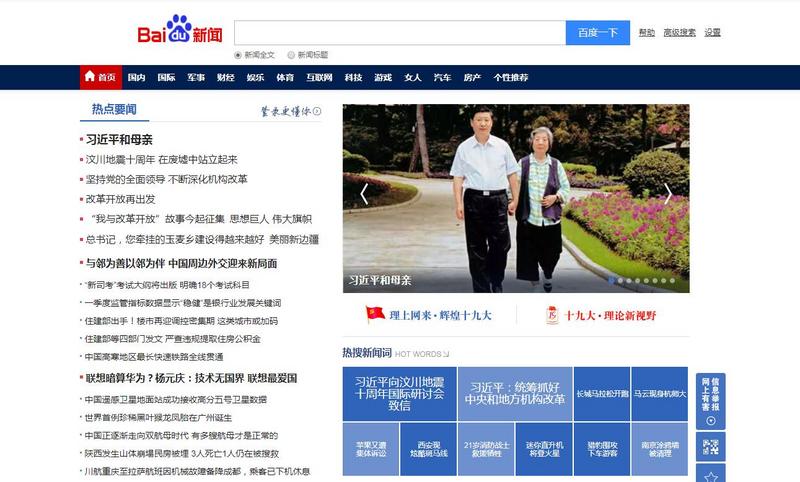 Bai du 新闻
百度一下
帮助 高级搜索 设置
新闻全文 新闻标题
首页 国内 国际 军事 财经 娱乐 体育 互联网 科技 游戏 女人 汽车 房产 个性推荐
热点要闻
登录更懂你
习近平和母亲
汶川地震十周年 在废墟中站立起来
坚持党的全面领导 不断深化机构改革
改革开放再出发
“我与改革开放”故事今起征集 思想巨人 伟大旗帜
总书记，您牵挂的玉麦乡建设得越来越好 美丽新边疆
与邻为善以邻为伴 中国周边外交迎来新局面
“新司考”考试大纲将出版 明确18个考试科目
一季度监管指标数据显示“稳健”是银行业发展关键词
住建部出手！楼市再迎调控密集期 这类城市或加码
住建部等四部门发文 严查违规提取住房公积金
中国高寒地区最长快速铁路全线贯通
联想暗算华为？杨元庆：技术无国界 联想最爱国
中国遥感卫星地面站成功接收高分五号卫星数据
世界首例珍稀黑叶猴龙凤胎在广州诞生
中国正逐渐走向双航母时代 有多艘航母才是正常的
陕西发生山体崩塌民房被埋 3人死亡1人仍在被搜救
川航重庆至拉萨航班因机械故障备降成都，乘客已下机休息
习近平和母亲
理上网来·辉煌十九大
十九大·理论新视野
热搜新闻词 HOT WORDS
习近平向汶川地震
十周年国际研讨会
致信
习近平：统筹抓好
中央和地方机构改革
长城马拉松开跑
马云现身杭师大
苹果又遭
集体诉讼
西安现
炫酷斑马线
21岁消防战士
救援牺牲
迷你直升机
将登火星
猎豹围攻
下车游客
南京涂鸦墙
被清理
网上有害
信息举报